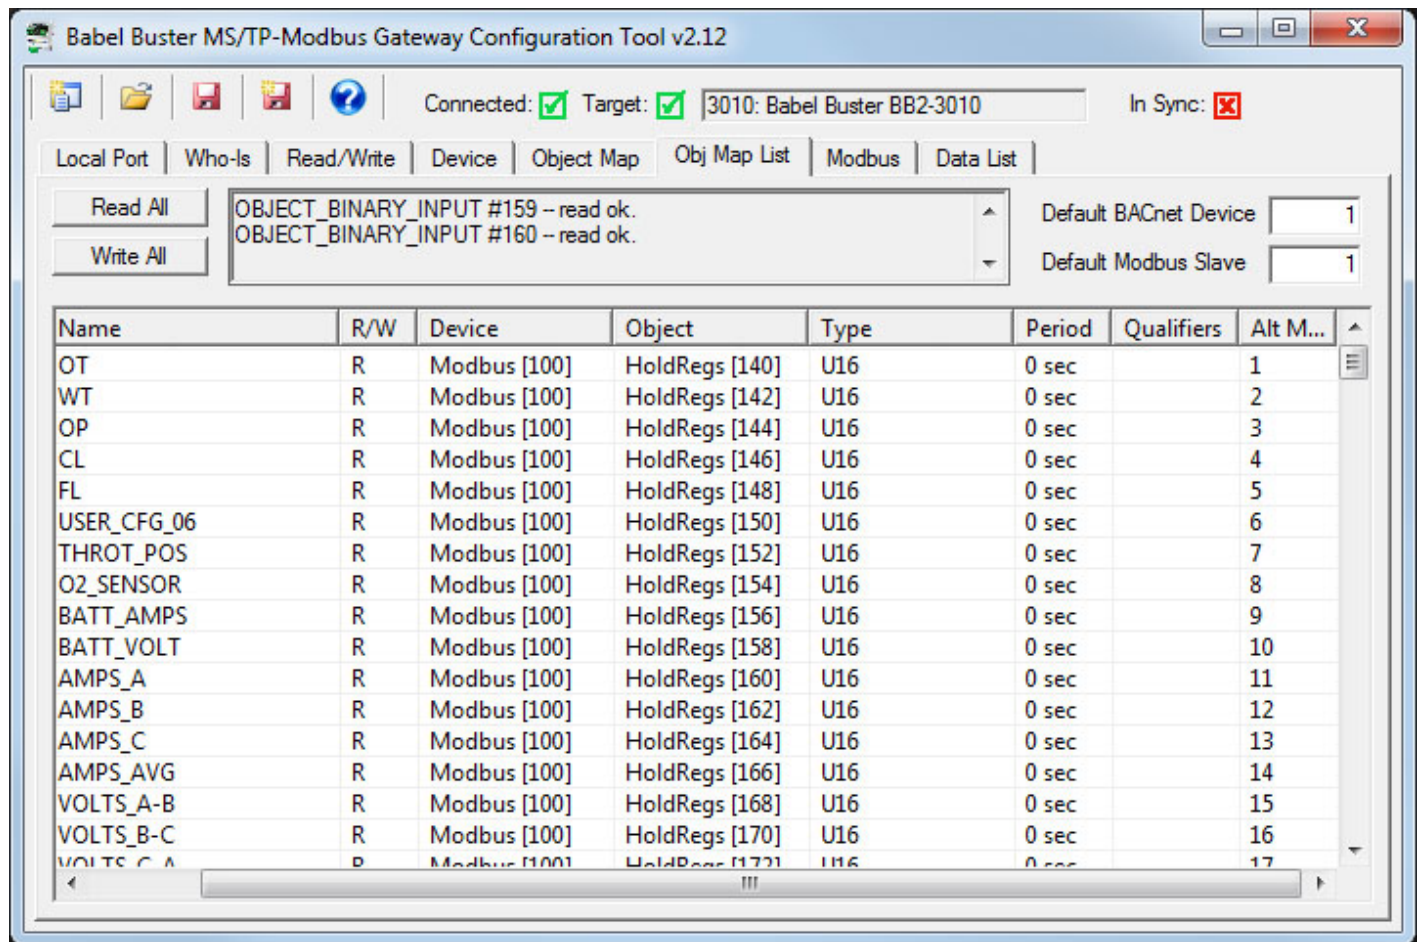 Babel Buster MS/TP-Modbus Gateway Configuration Tool v2.12
Connected: Target: 3010: Babel Buster BB2-3010 In Sync:
Local Port Who-Is Read/Write Device Object Map Obj Map List Modbus Data List
Read All
Write All
OBJECT_BINARY_INPUT #159 -- read ok.
OBJECT_BINARY_INPUT #160 -- read ok.
Default BACnet Device 1
Default Modbus Slave 1
Name R/W Device Object Type Period Qualifiers Alt M...
OT R Modbus [100] HoldRegs [140] U16 0 sec 1
WT R Modbus [100] HoldRegs [142] U16 0 sec 2
OP R Modbus [100] HoldRegs [144] U16 0 sec 3
CL R Modbus [100] HoldRegs [146] U16 0 sec 4
FL R Modbus [100] HoldRegs [148] U16 0 sec 5
USER_CFG_06 R Modbus [100] HoldRegs [150] U16 0 sec 6
THROT_POS R Modbus [100] HoldRegs [152] U16 0 sec 7
O2_SENSOR R Modbus [100] HoldRegs [154] U16 0 sec 8
BATT_AMPS R Modbus [100] HoldRegs [156] U16 0 sec 9
BATT_VOLT R Modbus [100] HoldRegs [158] U16 0 sec 10
AMPS_A R Modbus [100] HoldRegs [160] U16 0 sec 11
AMPS_B R Modbus [100] HoldRegs [162] U16 0 sec 12
AMPS_C R Modbus [100] HoldRegs [164] U16 0 sec 13
AMPS_AVG R Modbus [100] HoldRegs [166] U16 0 sec 14
VOLTS_A-B R Modbus [100] HoldRegs [168] U16 0 sec 15
VOLTS_B-C R Modbus [100] HoldRegs [170] U16 0 sec 16
VOLTS_C-A R Modbus [100] HoldRegs [172] U16 0 sec 17